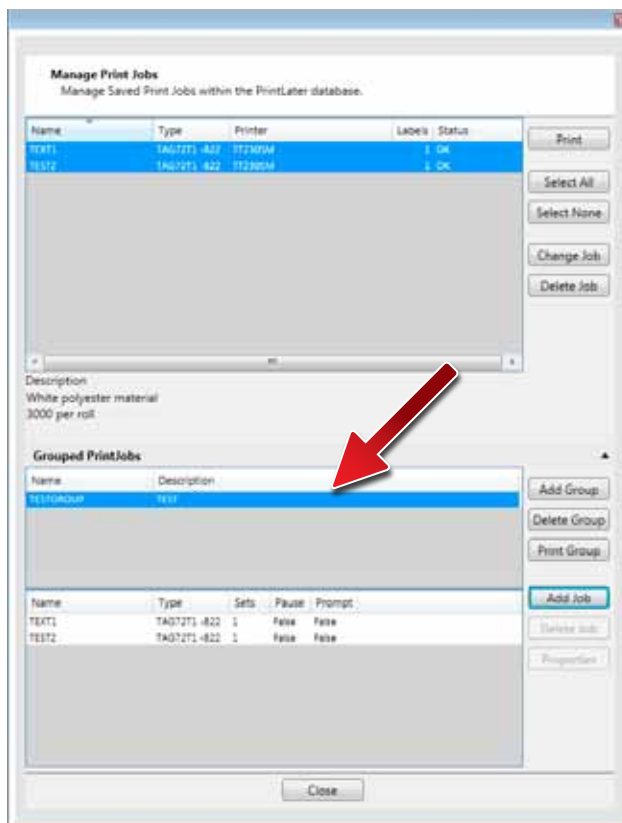 Manage Print Jobs
Manage Saved Print Jobs within the PrintLater database.
Name Type Printer Labels Status
TEXT1 TAG72T1-822 TT230SM 1 OK
TEST2 TAG72T1-822 TT230SM 1 OK
Print
Select All
Select None
Change Job
Delete Job
Description
White polyester material
3000 per roll
Grouped PrintJobs
Name Description
TESTGROUP TEST
Add Group
Delete Group
Print Group
Name Type Sets Pause Prompt
TEXT1 TAG72T1-822 1 False False
TEST2 TAG72T1-822 1 False False
Add Job
Delete Job
Properties
Close